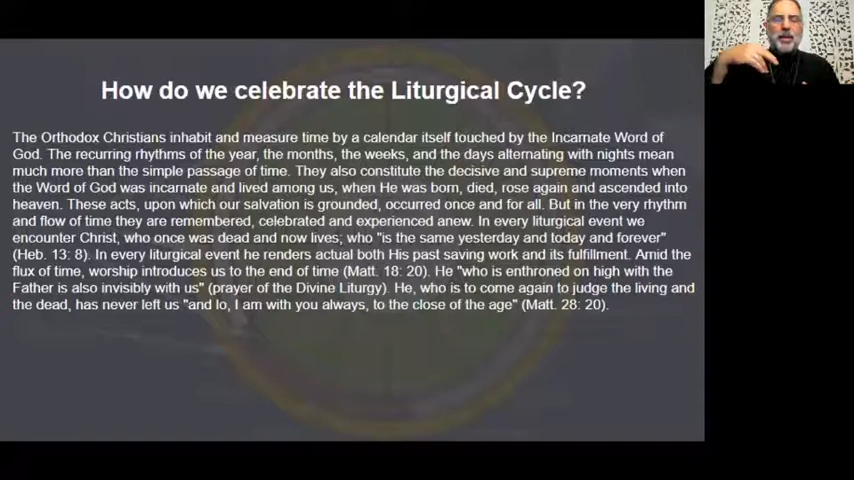 How do we celebrate the Liturgical Cycle?
The Orthodox Christians inhabit and measure time by a calendar itself touched by the Incarnate Word of
God. The recurring rhythms of the year, the months, the weeks, and the days alternating with nights mean
much more than the simple passage of time. They also constitute the decisive and supreme moments when
the Word of God was incarnate and lived among us, when He was born, died, rose again and ascended into
heaven. These acts, upon which our salvation is grounded, occurred once and for all. But in the very rhythm
and flow of time they are remembered, celebrated and experienced anew. In every liturgical event we
encounter Christ, who once was dead and now lives; who "is the same yesterday and today and forever"
(Heb. 13: 8). In every liturgical event he renders actual both His past saving work and its fulfillment. Amid the
flux of time, worship introduces us to the end of time (Matt. 18: 20). He "who is enthroned on high with the
Father is also invisibly with us" (prayer of the Divine Liturgy). He, who is to come again to judge the living and
the dead, has never left us "and lo, I am with you always, to the close of the age" (Matt. 28: 20).